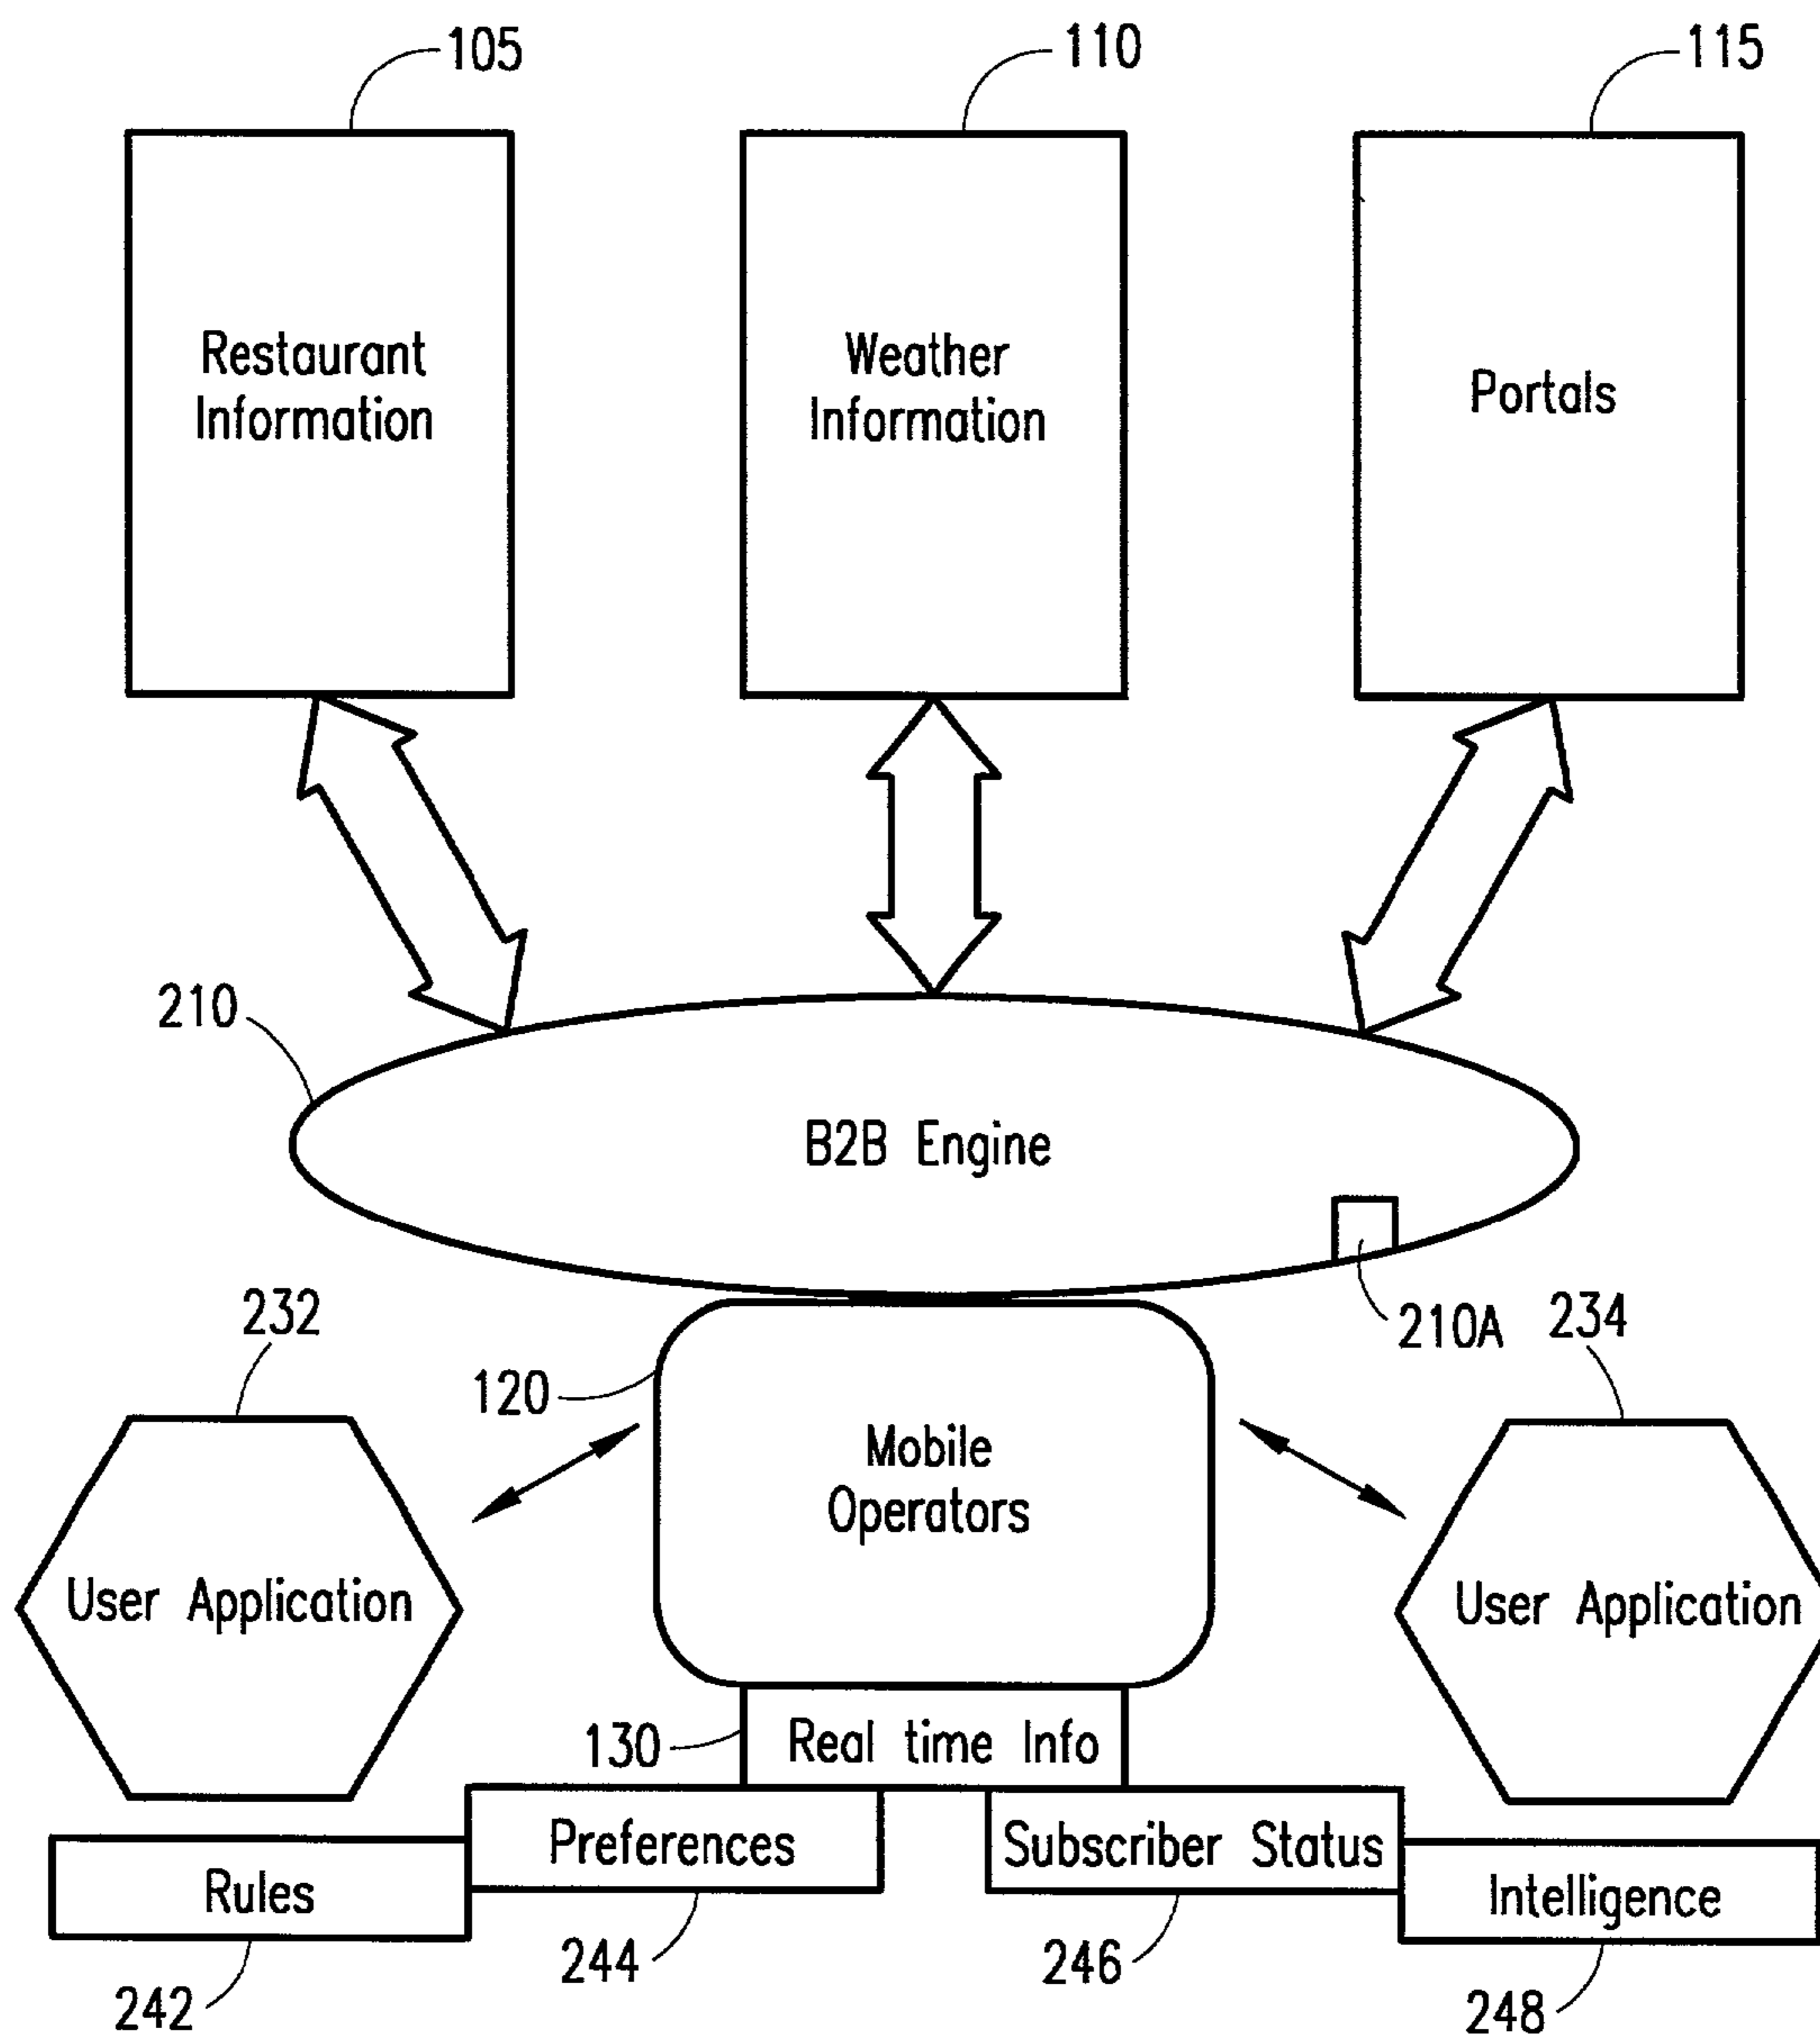 105
110
115
Restaurant
Information
Weather
Information
Portals
210
B2B Engine
210A
232
234
120
Mobile
Operators
User Application
User Application
130
Real time Info
Preferences
Subscriber Status
Rules
Intelligence
244
246
242
248